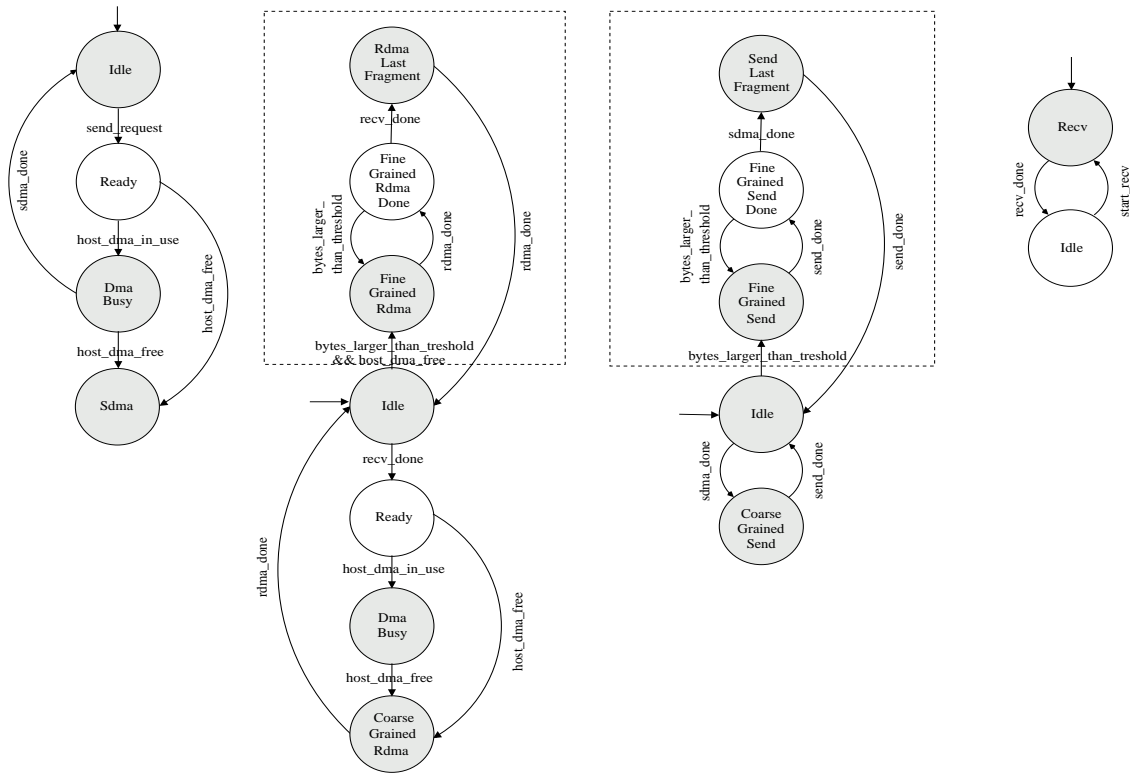 Idle
send_request
Ready
sdma_done
host_dma_in_use
host_dma_free
Dma
Busy
host_dma_free
Sdma
Rdma
Last
Fragment
recv_done
Fine
Grained
Rdma
Done
bytes_larger_
than_threshold
rdma_done
rdma_done
Fine
Grained
Rdma
bytes_larger_than_treshold
&& host_dma_free
Idle
recv_done
Ready
rdma_done
host_dma_in_use
host_dma_free
Dma
Busy
host_dma_free
Coarse
Grained
Rdma
Send
Last
Fragment
sdma_done
Fine
Grained
Send
Done
bytes_larger_
than_threshold
send_done
send_done
Fine
Grained
Send
bytes_larger_than_treshold
Idle
sdma_done
send_done
Coarse
Grained
Send
Recv
recv_done
start_recv
Idle